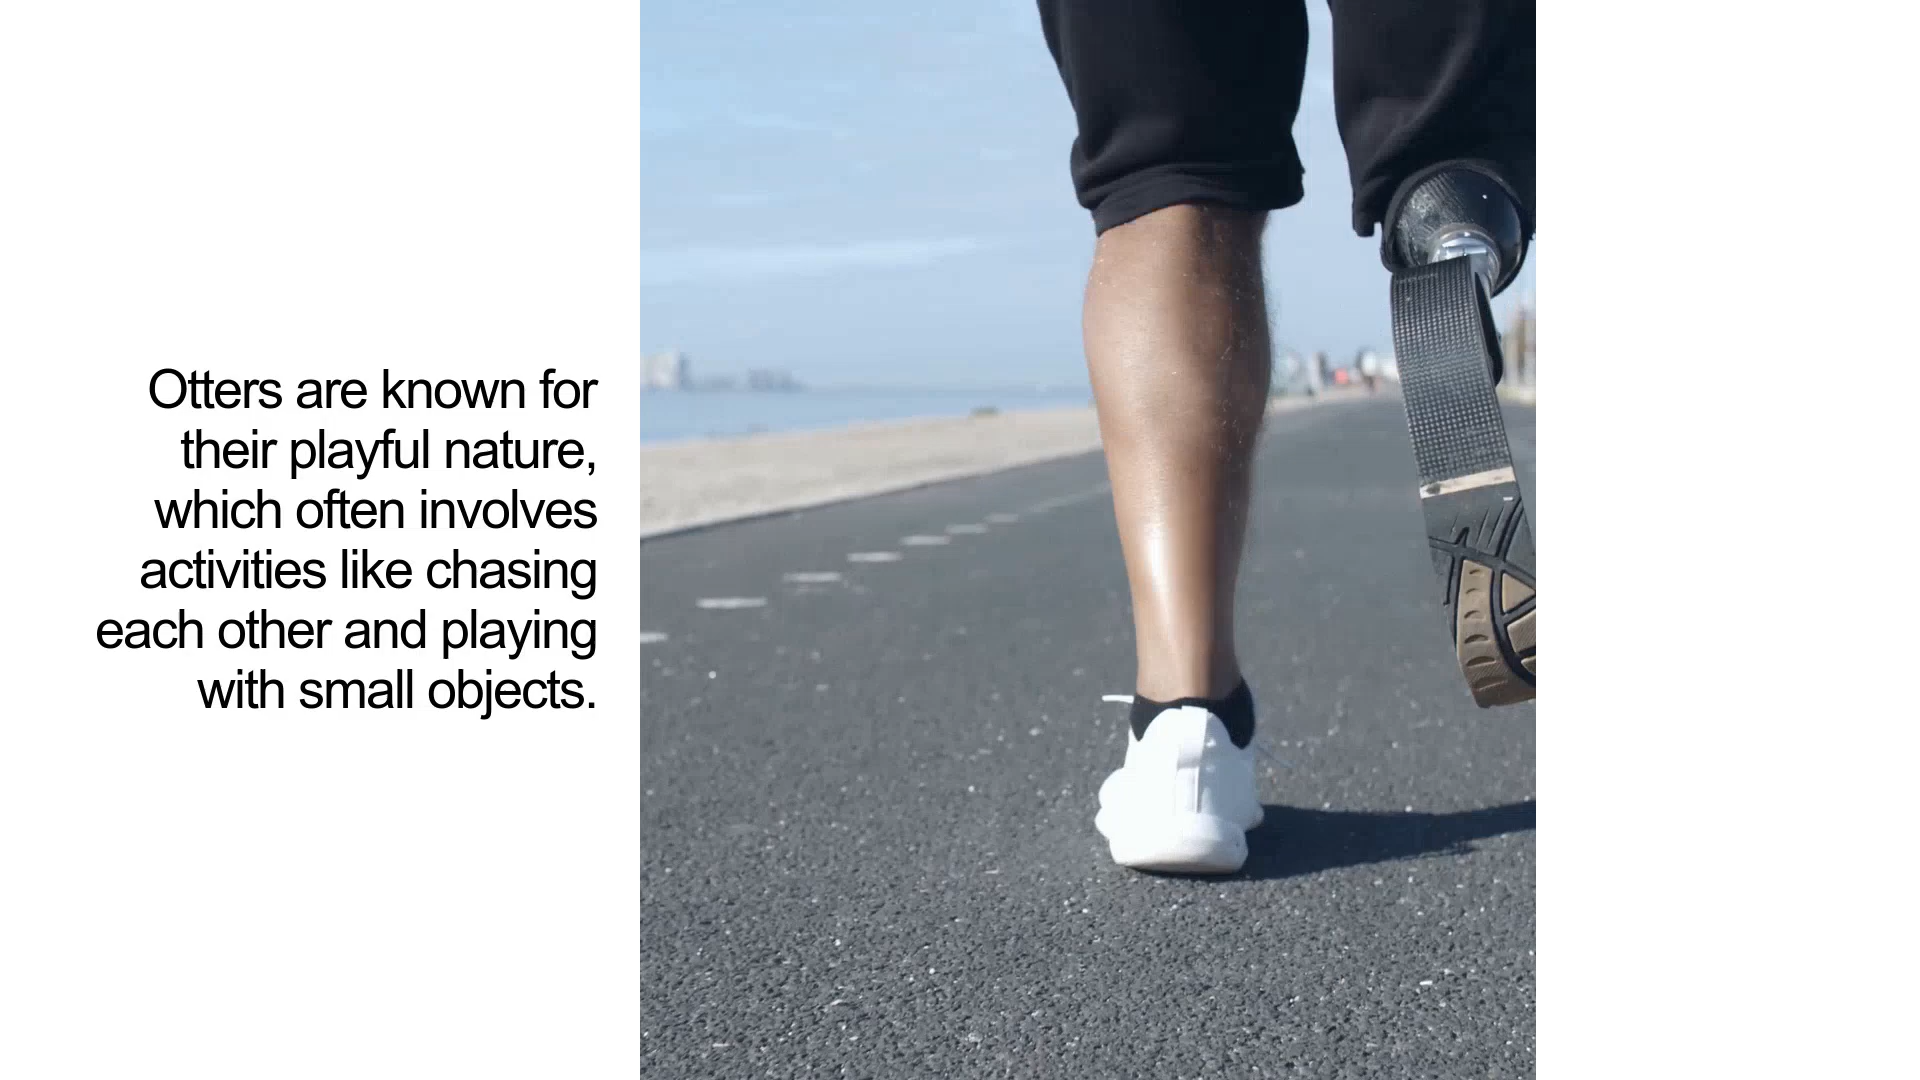 Otters are known for
their playful nature,
which often involves
activities like chasing
each other and playing
with small objects.